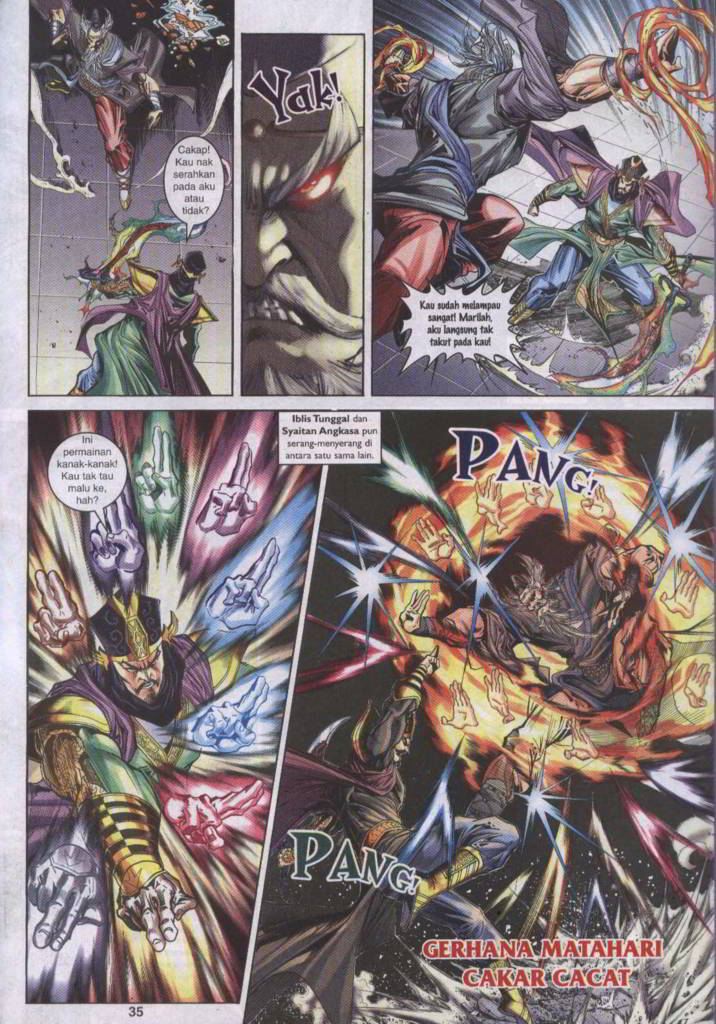 Cakap!
Kau nak
serahkan
pada aku
atau
tidak?
Yak!
Kau sudah melampau
sangat! Marilah,
aku langsung tak
takut pada kau!
Ini
permainan
kanak-kanak!
Kau tak tau
malu ke,
hah?
Iblis Tunggal dan
Syaitan Angkasa pun
serang-menyerang di
antara satu sama lain.
PANG!
PANG!
GERHANA MATAHARI
CAKAR CACAT
35